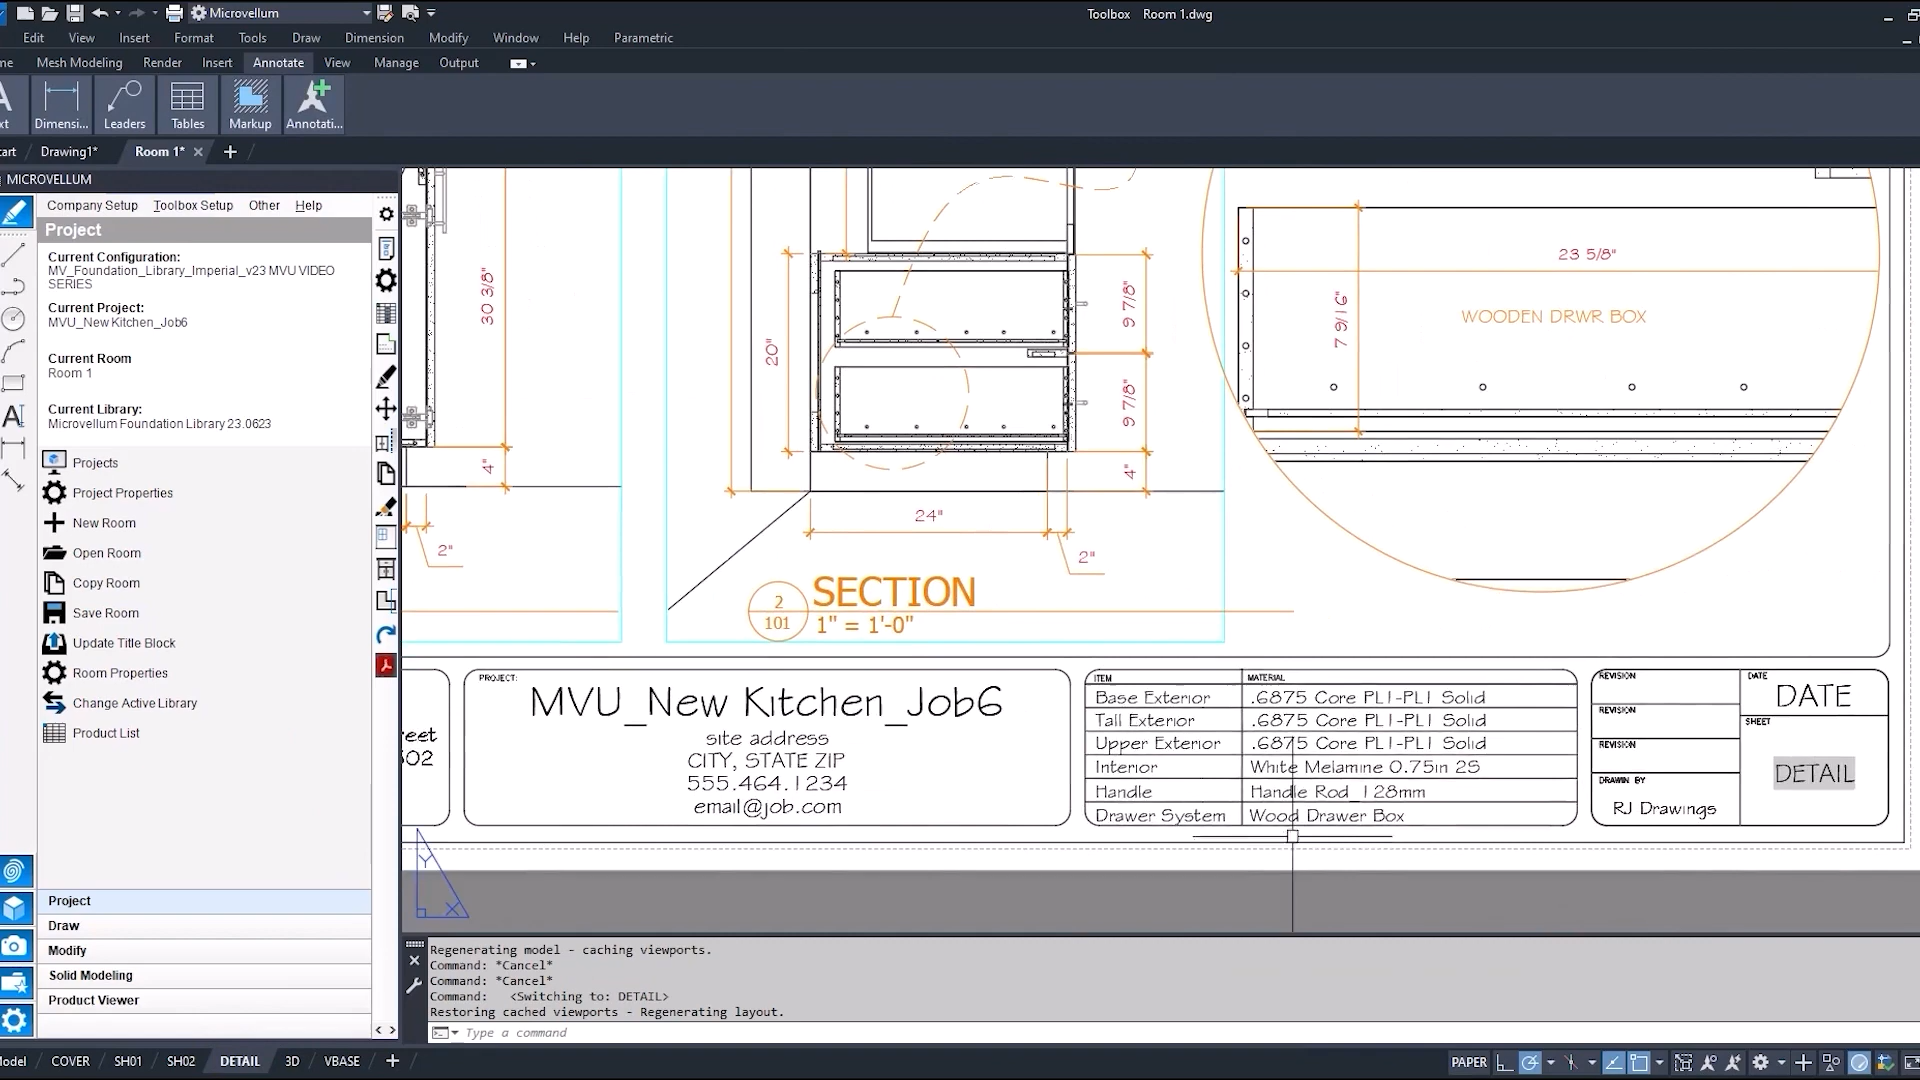 Microvellum
Toolbox Room 1.dwg
Edit View Insert Format Tools Draw Dimension Modify Window Help Parametric
Mesh Modeling Render Insert Annotate View Manage Output
Dimensi... Leaders Tables Markup Annotati...
Drawing1* Room 1*
MICROVELLUM
Company Setup Toolbox Setup Other Help
Project
Current Configuration:
MV_Foundation_Library_Imperial_v23 MVU VIDEO
SERIES
Current Project:
MVU_New Kitchen_Job6
Current Room
Room 1
Current Library:
Microvellum Foundation Library 23.0623
Projects
Project Properties
New Room
Open Room
Copy Room
Save Room
Update Title Block
Room Properties
Change Active Library
Product List
Project
Draw
Modify
Solid Modeling
Product Viewer
30 3/8"
4"
2"
20"
9 7/8"
9 7/8"
4"
24"
2"
23 5/8"
7 9/16"
WOODEN DRWR BOX
2
101
SECTION
1" = 1'-0"
PROJECT:
MVU_New Kitchen_Job6
site address
CITY, STATE ZIP
555.464.1234
email@job.com
ITEM MATERIAL
Base Exterior .6875 Core PL1-PL1 Solid
Tall Exterior .6875 Core PL1-PL1 Solid
Upper Exterior .6875 Core PL1-PL1 Solid
Interior White Melamine 0.75in 2S
Handle Handle Rod_128mm
Drawer System Wood Drawer Box
REVISION
REVISION
REVISION
DRAWN BY
RJ Drawings
DATE
DATE
SHEET
DETAIL
Y
X
Regenerating model - caching viewports.
Command: *Cancel*
Command: *Cancel*
Command: <Switching to: DETAIL>
Restoring cached viewports - Regenerating layout.
Type a command
COVER SH01 SH02 DETAIL 3D VBASE
PAPER